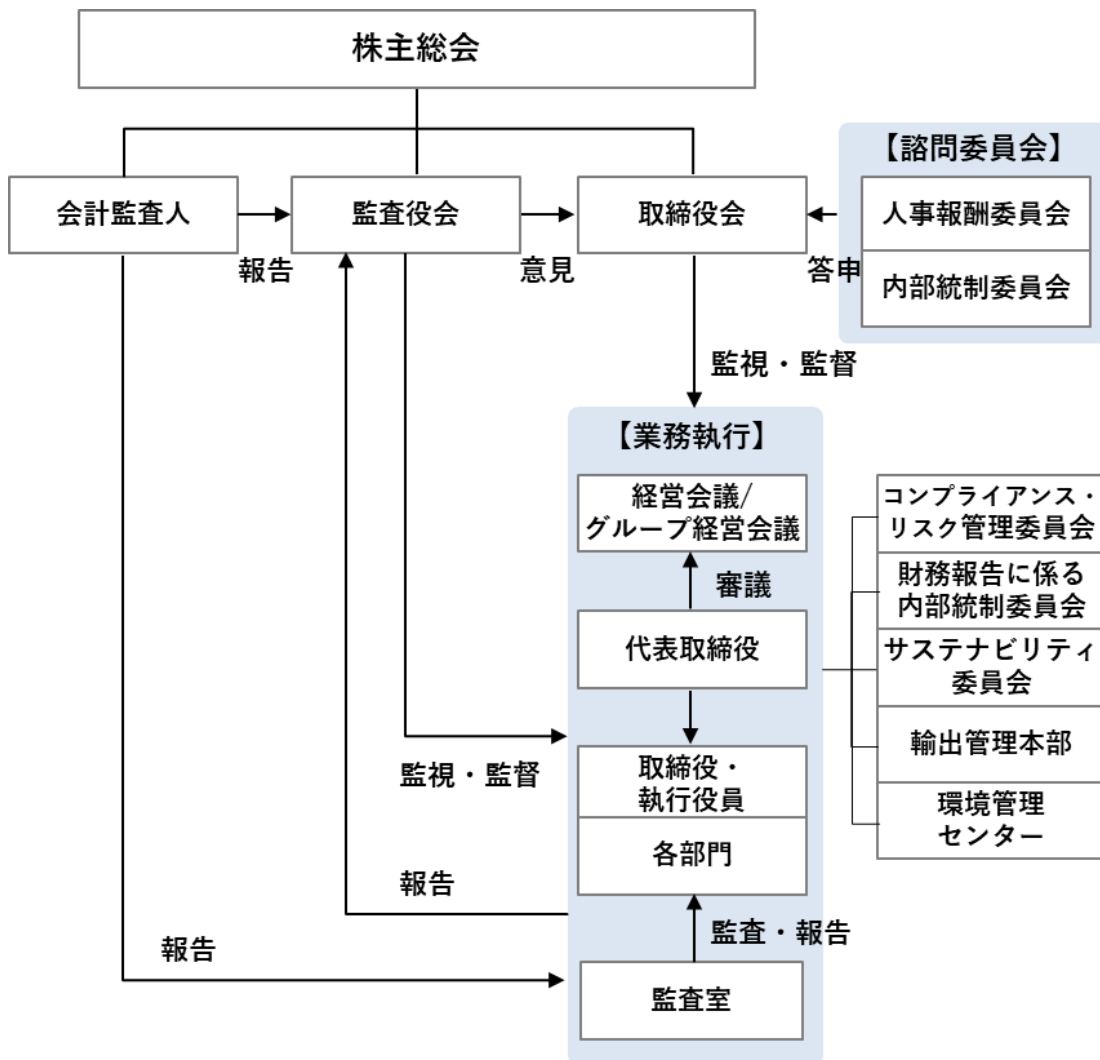 株主総会
【諮問委員会】
会計監査人
監査役会
取締役会
人事報酬委員会
報告
意見
答申
内部統制委員会
監視・監督
【業務執行】
経営会議/
グループ経営会議
コンプライアンス・
リスク管理委員会
審議
財務報告に係る
内部統制委員会
代表取締役
サステナビリティ
委員会
監視・監督
取締役・
執行役員
輸出管理本部
各部門
環境管理
センター
報告
監査・報告
報告
監査室